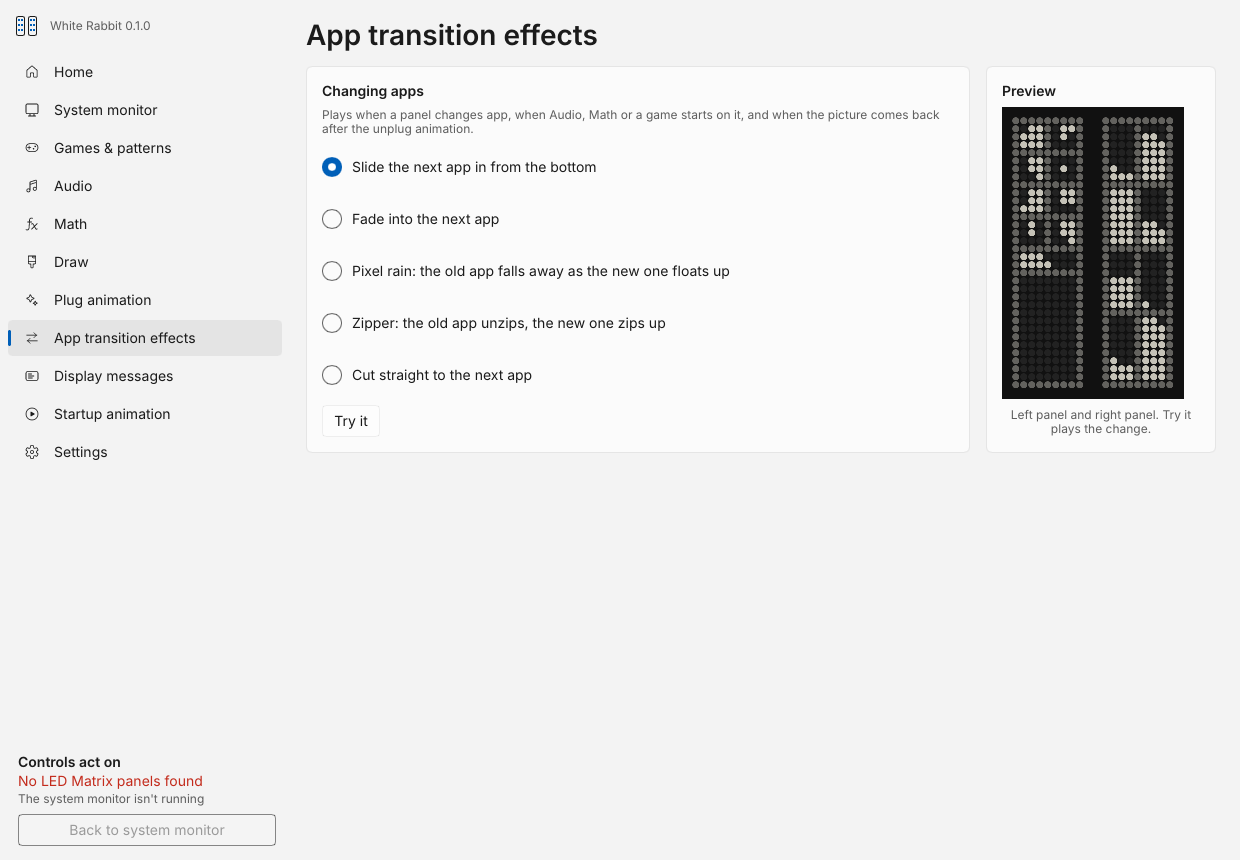 White Rabbit 0.1.0
Home
System monitor
Games & patterns
Audio
Math
Draw
Plug animation
App transition effects
Display messages
Startup animation
Settings
Controls act on
No LED Matrix panels found
The system monitor isn't running
Back to system monitor
App transition effects
Changing apps
Plays when a panel changes app, when Audio, Math or a game starts on it, and when the picture comes back
after the unplug animation.
Slide the next app in from the bottom
Fade into the next app
Pixel rain: the old app falls away as the new one floats up
Zipper: the old app unzips, the new one zips up
Cut straight to the next app
Try it
Preview
Left panel and right panel. Try it
plays the change.